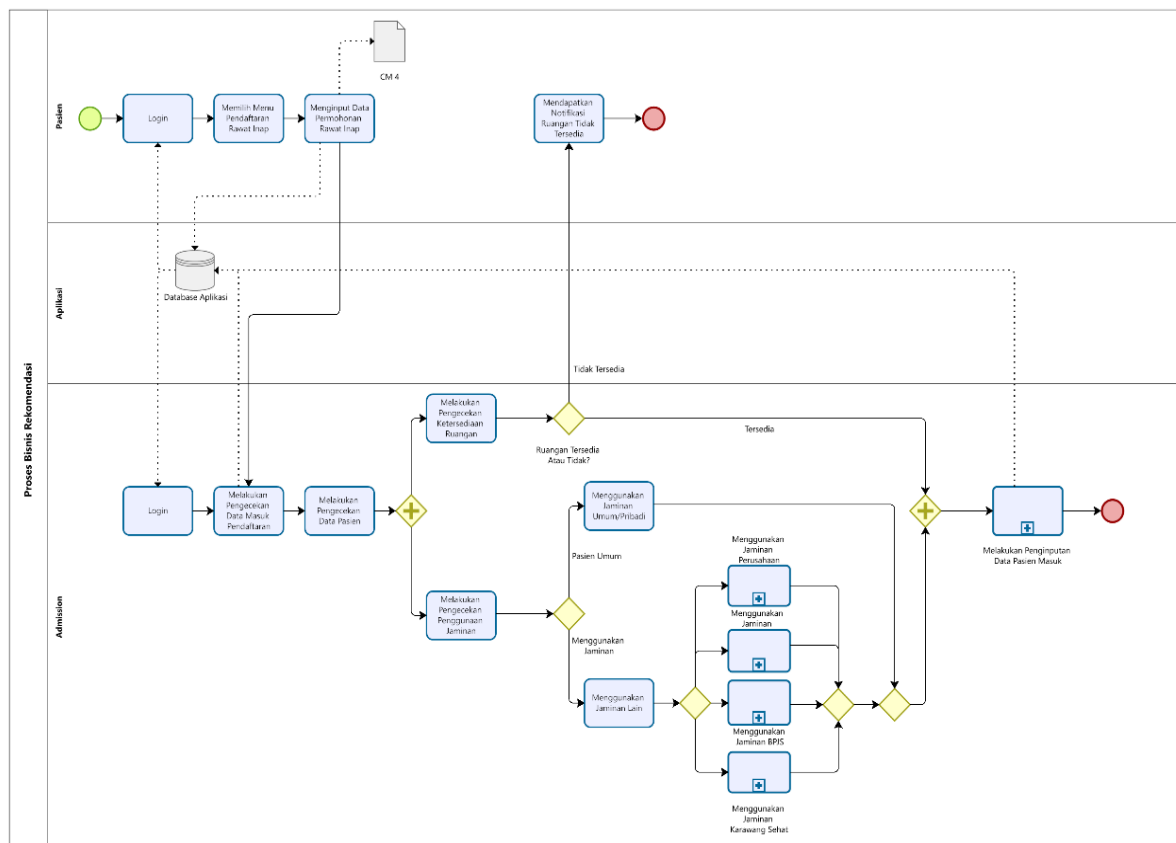 Proses Bisnis Rekomendasi
Pasien
Login
Memilih Menu
Pendaftaran
Rawat Inap
Menginput Data
Permohonan
Rawat Inap
CM 4
Mendapatkan
Notifikasi
Ruangan Tidak
Tersedia
Aplikasi
Database Aplikasi
Tidak Tersedia
Admission
Login
Melakukan
Pengecekan
Data Masuk
Pendaftaran
Melakukan
Pengecekan
Data Pasien
Melakukan
Pengecekan
Ketersediaan
Ruangan
Ruangan Tersedia
Atau Tidak?
Tersedia
Melakukan
Pengecekan
Penggunaan
Jaminan
Pasien Umum
Menggunakan
Jaminan
Umum/Pribadi
Menggunakan
Jaminan
Menggunakan
Jaminan Lain
Menggunakan
Jaminan
Perusahaan
Menggunakan
Jaminan
Menggunakan
Jaminan BPJS
Menggunakan
Jaminan
Karawang Sehat
Melakukan Penginputan
Data Pasien Masuk